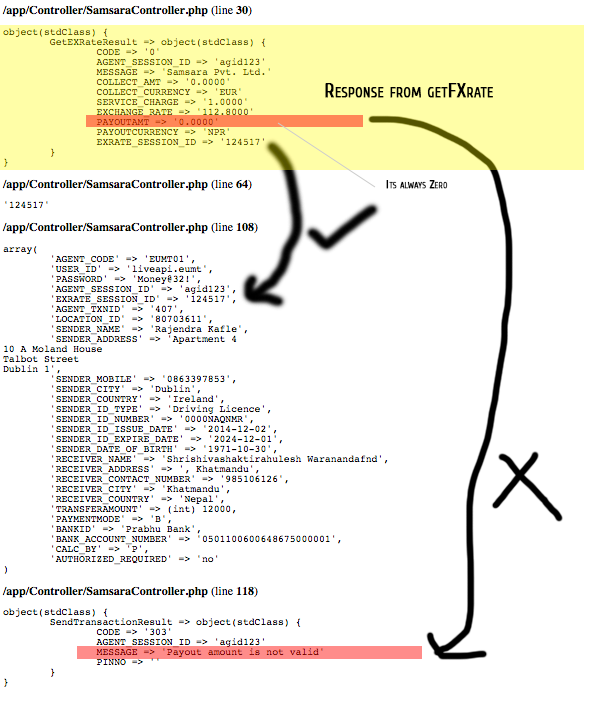 /app/Controller/SamsaraController.php (line 30)
object(stdClass) {
GetEXRateResult => object(stdClass) {
CODE => '0'
AGENT_SESSION_ID => 'agid123'
MESSAGE => 'Samsara Pvt. Ltd.'
COLLECT_AMT => '0.0000'
COLLECT_CURRENCY => 'EUR'
SERVICE_CHARGE => '1.0000'
EXCHANGE_RATE => '112.8000'
PAYOUTAMT => '0.0000'
PAYOUTCURRENCY => 'NPR'
EXRATE_SESSION_ID => '124517'
}
}
Response from getFXrate
Its always Zero
/app/Controller/SamsaraController.php (line 64)
'124517'
/app/Controller/SamsaraController.php (line 108)
array(
'AGENT_CODE' => 'EUMT01',
'USER_ID' => 'liveapi.eumt',
'PASSWORD' => 'Money@32!',
'AGENT_SESSION_ID' => 'agid123',
'EXRATE_SESSION_ID' => '124517',
'AGENT_TXNID' => '407',
'LOCATION_ID' => '80703611',
'SENDER_NAME' => 'Rajendra Kafle',
'SENDER_ADDRESS' => 'Apartment 4
10 A Moland House
Talbot Street
Dublin 1',
'SENDER_MOBILE' => '0863397853',
'SENDER_CITY' => 'Dublin',
'SENDER_COUNTRY' => 'Ireland',
'SENDER_ID_TYPE' => 'Driving Licence',
'SENDER_ID_NUMBER' => '0000NAQNMR',
'SENDER_ID_ISSUE_DATE' => '2014-12-02',
'SENDER_ID_EXPIRE_DATE' => '2024-12-01',
'SENDER_DATE_OF_BIRTH' => '1971-10-30',
'RECEIVER_NAME' => 'Shrishivashaktirahulesh Waranandafnd',
'RECEIVER_ADDRESS' => ', Khatmandu',
'RECEIVER_CONTACT_NUMBER' => '985106126',
'RECEIVER_CITY' => 'Khatmandu',
'RECEIVER_COUNTRY' => 'Nepal',
'TRANSFERAMOUNT' => (int) 12000,
'PAYMENTMODE' => 'B',
'BANKID' => 'Prabhu Bank',
'BANK_ACCOUNT_NUMBER' => '0501100600648675000001',
'CALC_BY' => 'P',
'AUTHORIZED_REQUIRED' => 'no'
)
/app/Controller/SamsaraController.php (line 118)
object(stdClass) {
SendTransactionResult => object(stdClass) {
CODE => '303'
AGENT_SESSION_ID => 'agid123'
MESSAGE => 'Payout amount is not valid'
PINNO => ''
}
}